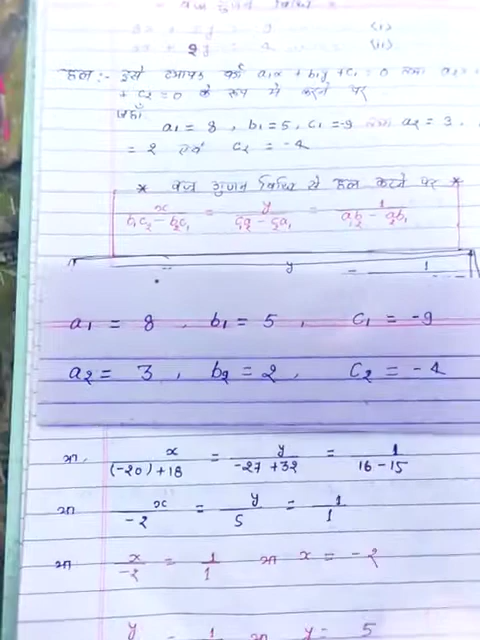 वज्र गुणन विधि :-
(i)
(ii)
हल:- इसे व्यापक रूप a₁x + b₁y + c₁ = 0 तथा
+ c₂ = 0 के रूप में करने पर
जहाँ
a₁ = 8 , b₁ = 5 , c₁ = -9 तथा a₂ = 3 ,
= 2 एवं c₂ = -4
* वज्र गुणन विधि से हल करने पर *
x/(b₁c₂ - b₂c₁) = y/(c₁a₂ - c₂a₁) = 1/(a₁b₂ - a₂b₁)
y 1
a₁ = 8 , b₁ = 5 , c₁ = -9
a₂ = 3 , b₂ = 2 , c₂ = -4
या, x/((-20)+18) = y/(-27+32) = 1/(16-15)
या x/-2 = y/5 = 1/1
या x/-2 = 1/1 या x = -2
y = 1 या y = 5